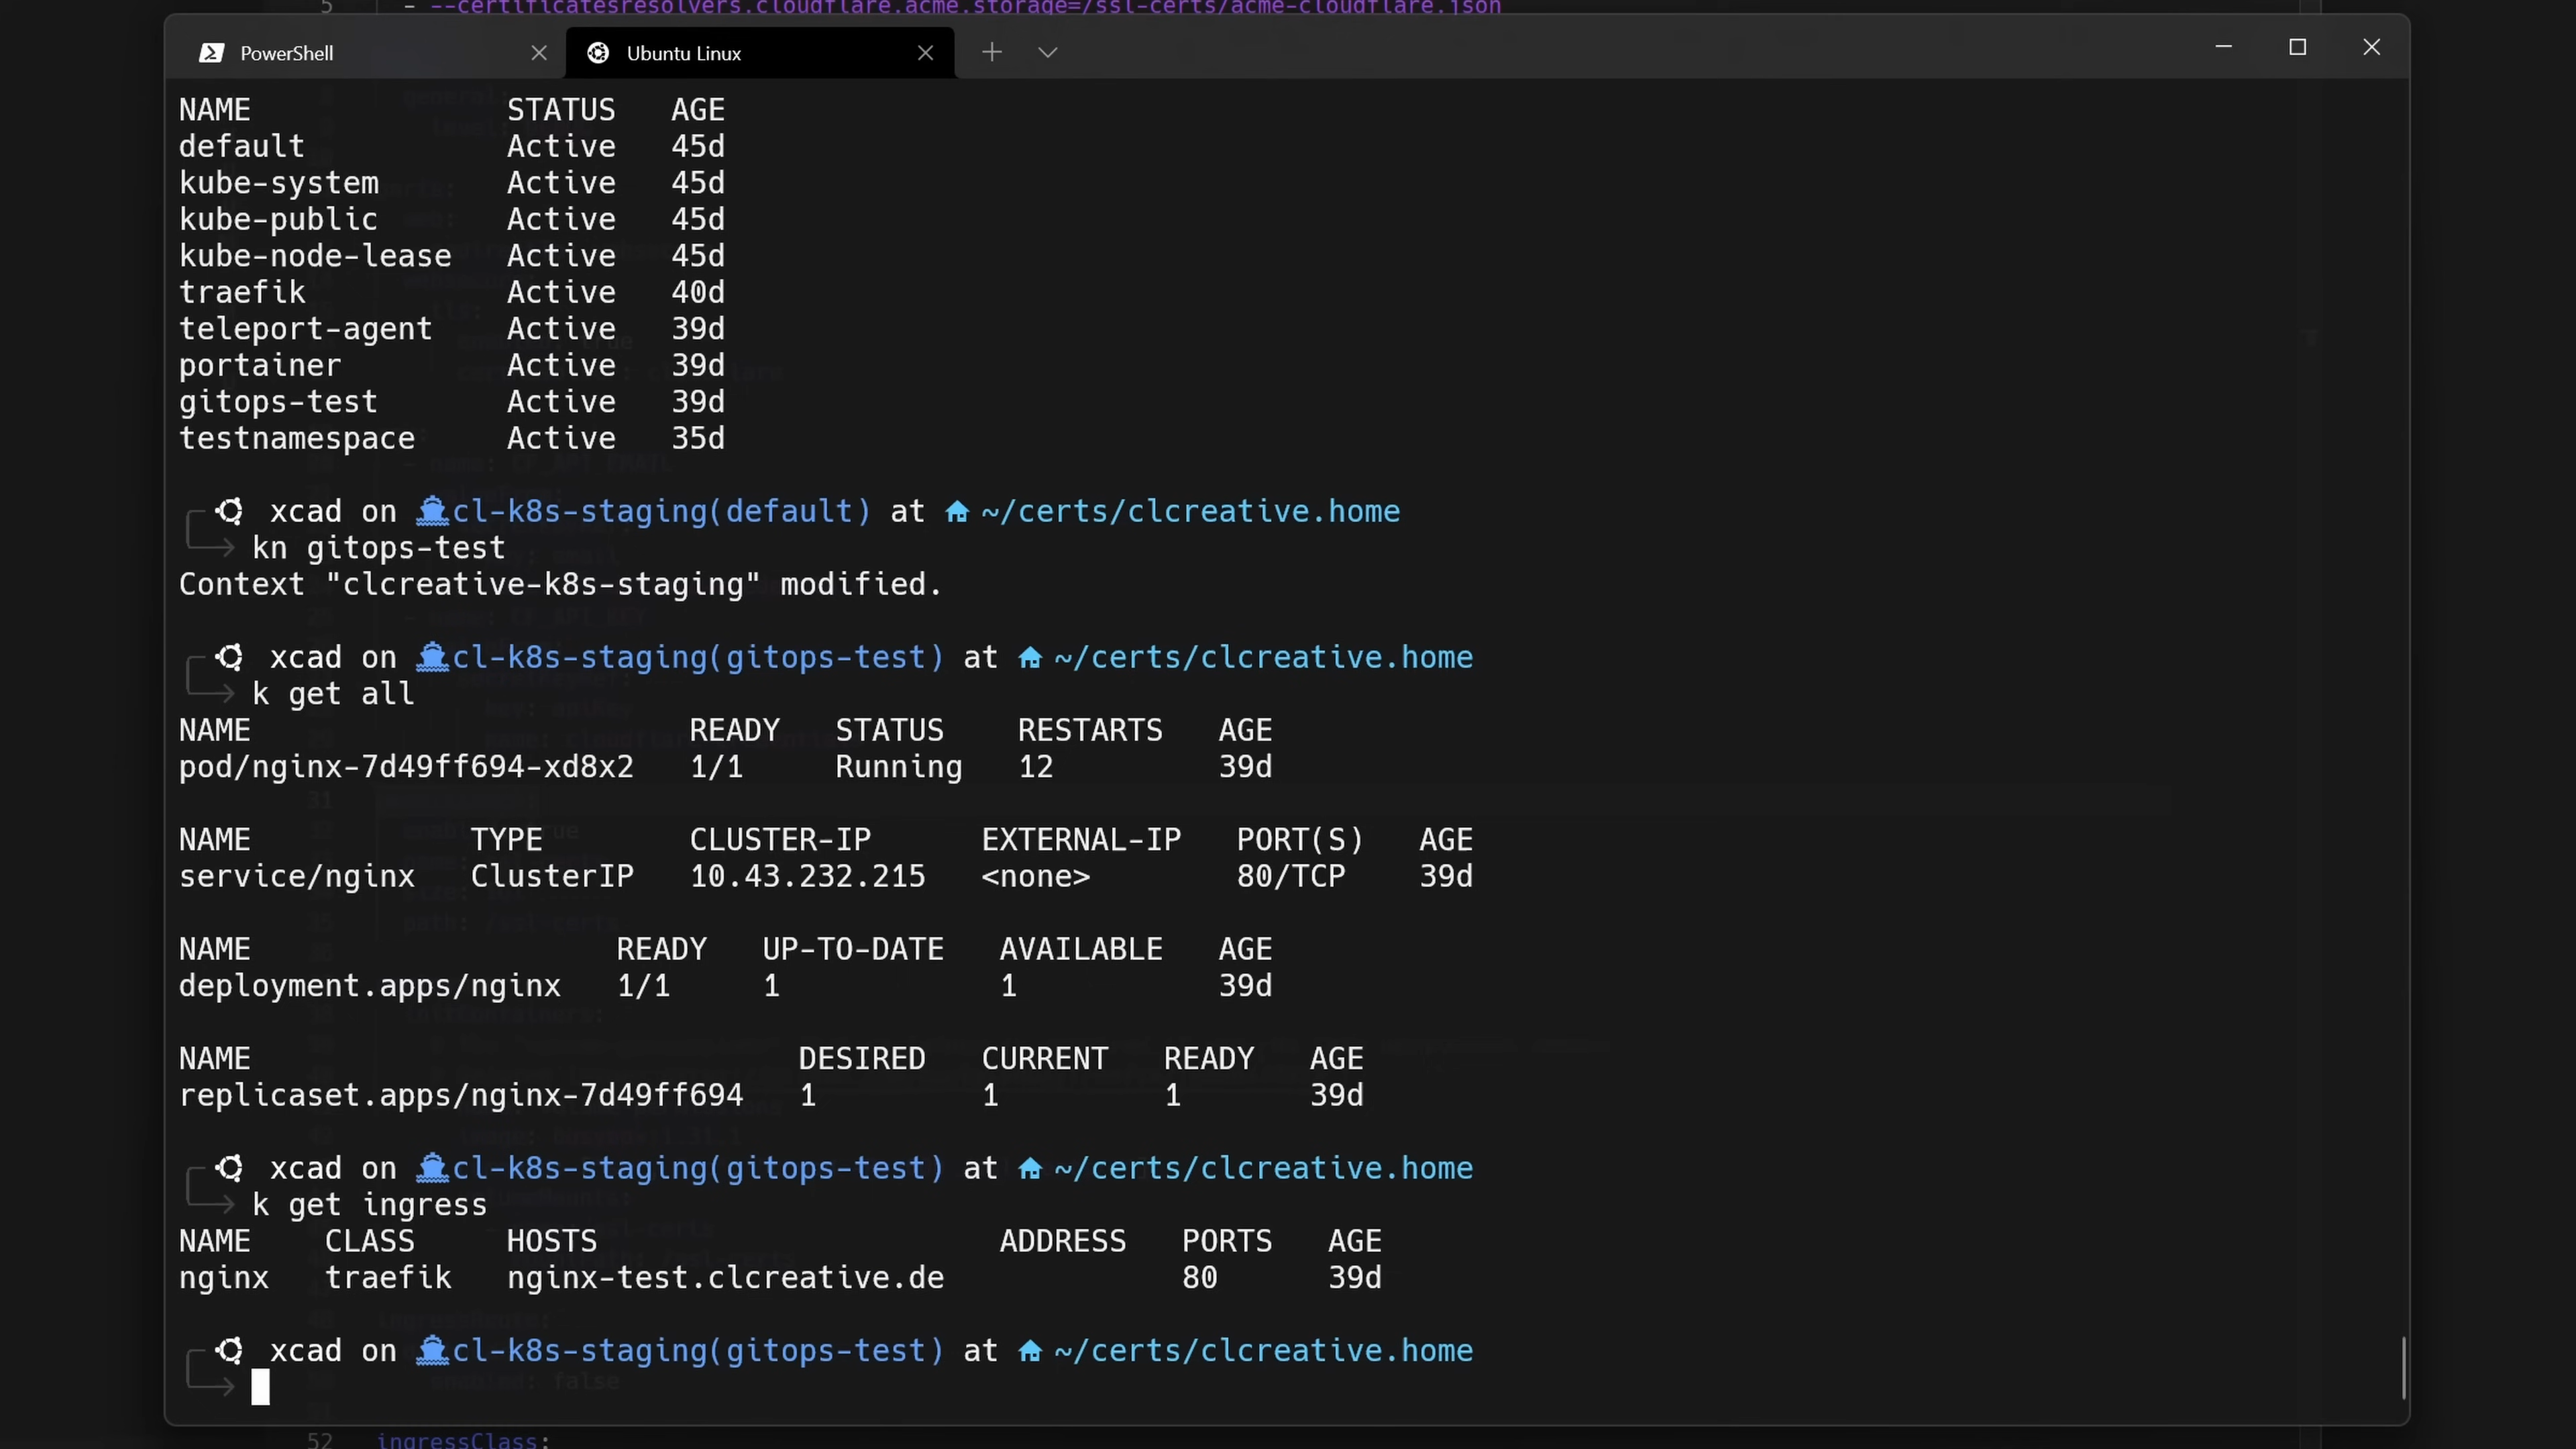 5 - --certificatesresolvers.cloudflare.acme.storage=/ssl-certs/acme-cloudflare.json
PowerShell
Ubuntu Linux
NAME STATUS AGE
default Active 45d
kube-system Active 45d
kube-public Active 45d
kube-node-lease Active 45d
traefik Active 40d
teleport-agent Active 39d
portainer Active 39d
gitops-test Active 39d
testnamespace Active 35d
xcad on cl-k8s-staging(default) at ~/certs/clcreative.home
kn gitops-test
Context "clcreative-k8s-staging" modified.
xcad on cl-k8s-staging(gitops-test) at ~/certs/clcreative.home
k get all
NAME READY STATUS RESTARTS AGE
pod/nginx-7d49ff694-xd8x2 1/1 Running 12 39d
NAME TYPE CLUSTER-IP EXTERNAL-IP PORT(S) AGE
service/nginx ClusterIP 10.43.232.215 <none> 80/TCP 39d
NAME READY UP-TO-DATE AVAILABLE AGE
deployment.apps/nginx 1/1 1 1 39d
NAME DESIRED CURRENT READY AGE
replicaset.apps/nginx-7d49ff694 1 1 1 39d
xcad on cl-k8s-staging(gitops-test) at ~/certs/clcreative.home
k get ingress
NAME CLASS HOSTS ADDRESS PORTS AGE
nginx traefik nginx-test.clcreative.de 80 39d
xcad on cl-k8s-staging(gitops-test) at ~/certs/clcreative.home
52 ingressClass: